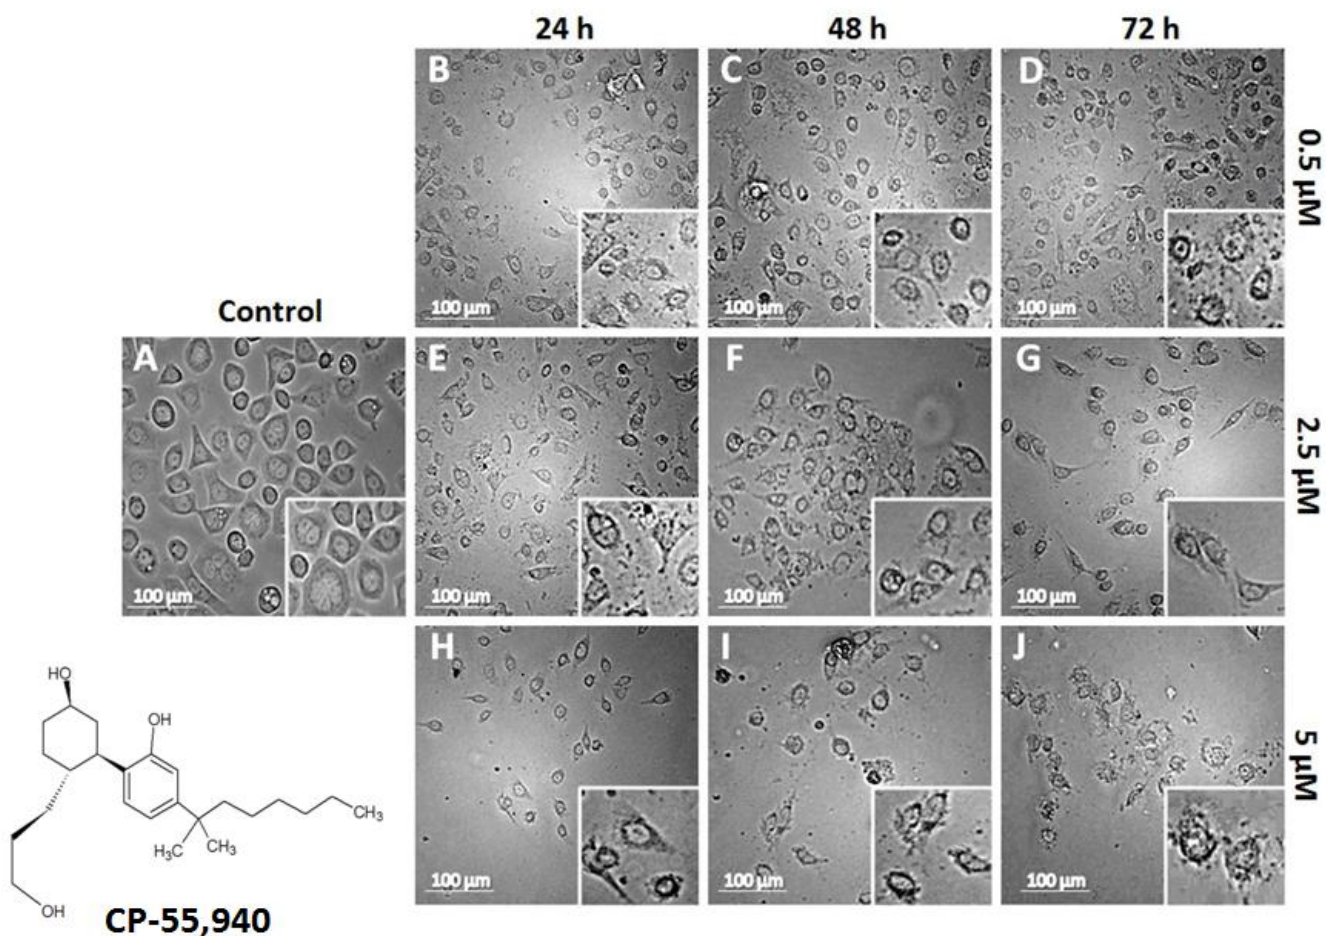 24 h
48 h
72 h
B
C
D
0.5 µM
100 µm
100 µm
100 µm
Control
A
E
F
G
2.5 µM
100 µm
100 µm
100 µm
100 µm
H
I
J
5 µM
HO
OH
CH3
H3C
CH3
OH
100 µm
100 µm
100 µm
CP-55,940